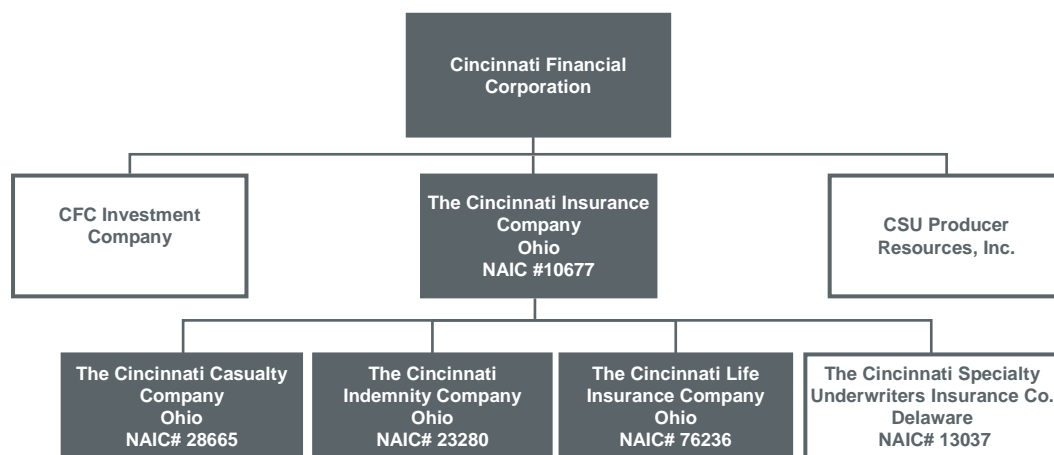 Cincinnati Financial
Corporation
CFC Investment
Company
The Cincinnati Insurance
Company
Ohio
NAIC #10677
CSU Producer
Resources, Inc.
The Cincinnati Casualty
Company
Ohio
NAIC# 28665
The Cincinnati
Indemnity Company
Ohio
NAIC# 23280
The Cincinnati Life
Insurance Company
Ohio
NAIC# 76236
The Cincinnati Specialty
Underwriters Insurance Co.
Delaware
NAIC# 13037